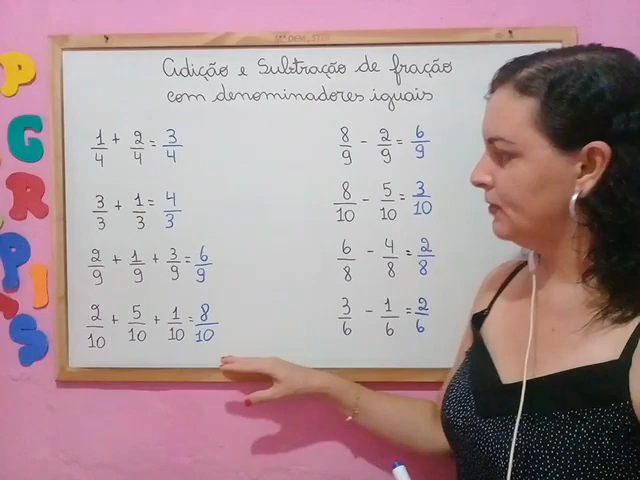 Adição e Subtração de fração
com denominadores iguais
1/4 + 2/4 = 3/4
3/3 + 1/3 = 4/3
2/9 + 1/9 + 3/9 = 6/9
2/10 + 5/10 + 1/10 = 8/10
8/9 - 2/9 = 6/9
8/10 - 5/10 = 3/10
6/8 - 4/8 = 2/8
3/6 - 1/6 = 2/6
P
G
R
P
I
S